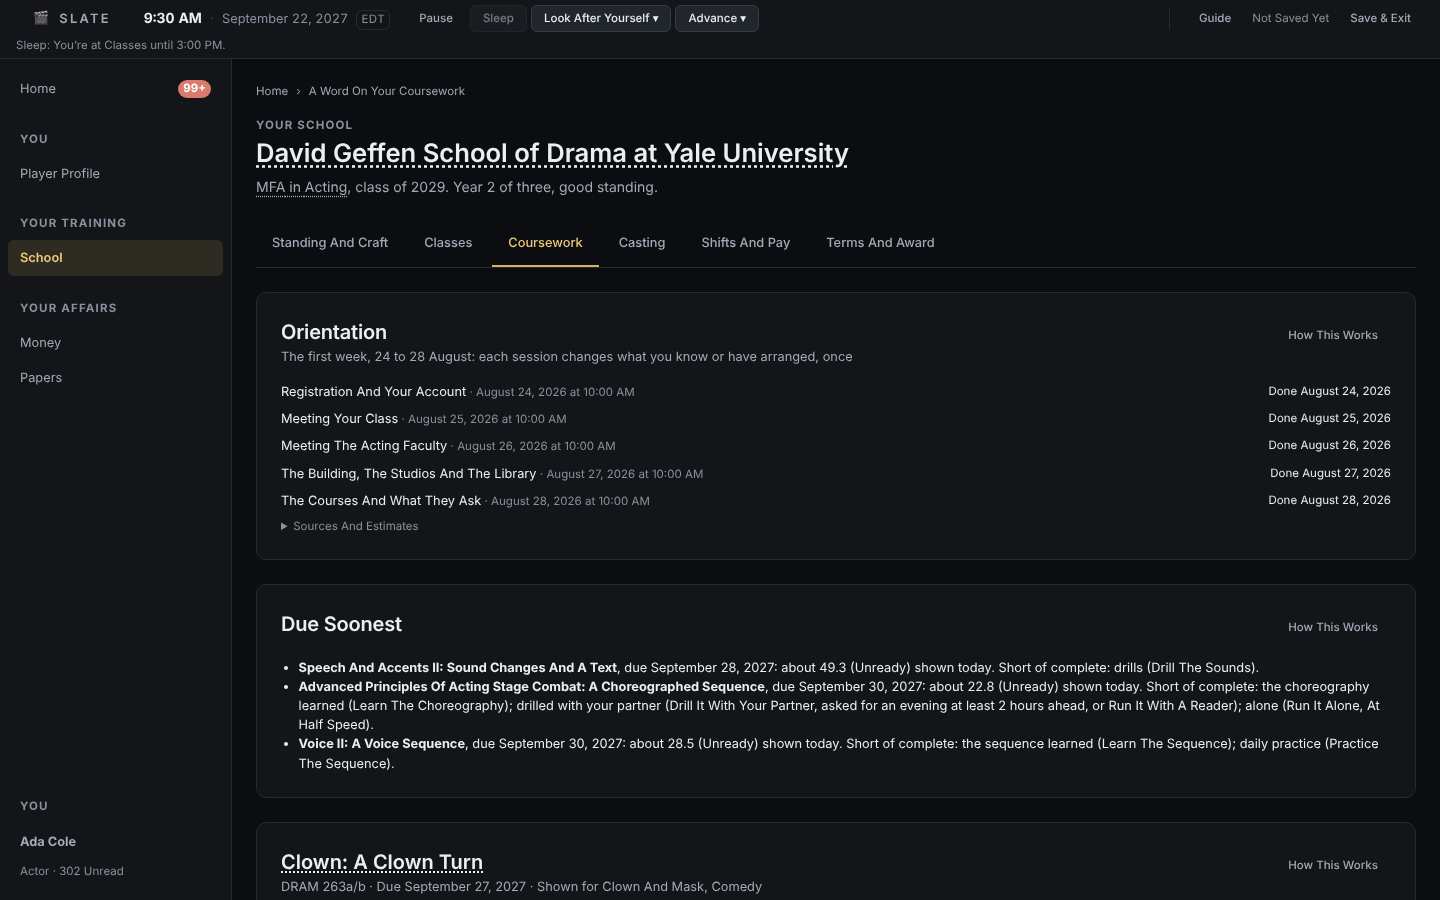 SLATE
9:30 AM · September 22, 2027 EDT
Pause
Sleep
Look After Yourself ▾
Advance ▾
Guide
Not Saved Yet
Save & Exit
Sleep: You're at Classes until 3:00 PM.
Home
99+
YOU
Player Profile
YOUR TRAINING
School
YOUR AFFAIRS
Money
Papers
YOU
Ada Cole
Actor · 302 Unread
Home › A Word On Your Coursework
YOUR SCHOOL
David Geffen School of Drama at Yale University
MFA in Acting, class of 2029. Year 2 of three, good standing.
Standing And Craft
Classes
Coursework
Casting
Shifts And Pay
Terms And Award
Orientation
How This Works
The first week, 24 to 28 August: each session changes what you know or have arranged, once
Registration And Your Account · August 24, 2026 at 10:00 AM
Done August 24, 2026
Meeting Your Class · August 25, 2026 at 10:00 AM
Done August 25, 2026
Meeting The Acting Faculty · August 26, 2026 at 10:00 AM
Done August 26, 2026
The Building, The Studios And The Library · August 27, 2026 at 10:00 AM
Done August 27, 2026
The Courses And What They Ask · August 28, 2026 at 10:00 AM
Done August 28, 2026
▶ Sources And Estimates
Due Soonest
How This Works
• Speech And Accents II: Sound Changes And A Text, due September 28, 2027: about 49.3 (Unready) shown today. Short of complete: drills (Drill The Sounds).
• Advanced Principles Of Acting Stage Combat: A Choreographed Sequence, due September 30, 2027: about 22.8 (Unready) shown today. Short of complete: the choreography
learned (Learn The Choreography); drilled with your partner (Drill It With Your Partner, asked for an evening at least 2 hours ahead, or Run It With A Reader); alone (Run It Alone, At
Half Speed).
• Voice II: A Voice Sequence, due September 30, 2027: about 28.5 (Unready) shown today. Short of complete: the sequence learned (Learn The Sequence); daily practice (Practice
The Sequence).
Clown: A Clown Turn
How This Works
DRAM 263a/b · Due September 27, 2027 · Shown for Clown And Mask, Comedy